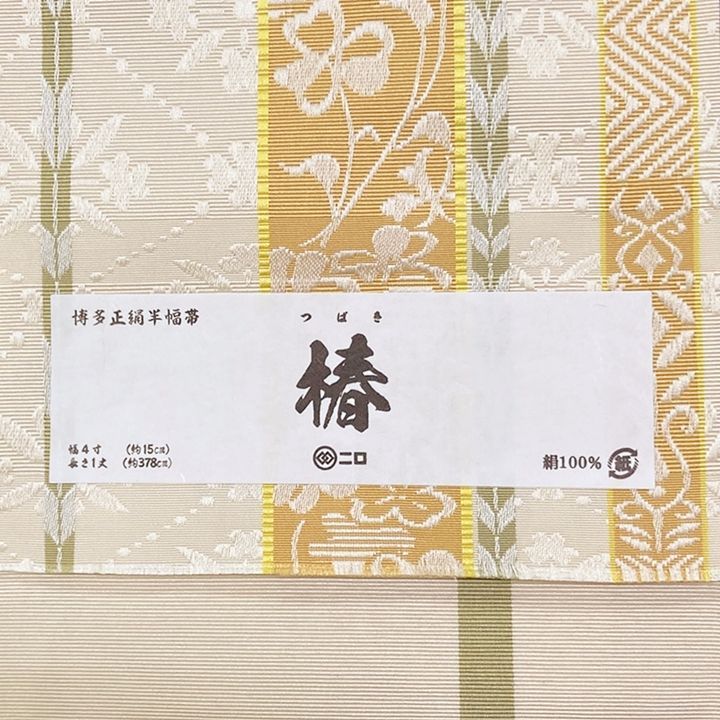 博多正絹半幅帯
つばき
椿
幅4寸 (約15cm)
長さ1丈 (約378cm)
二ロ
絹100% 紙